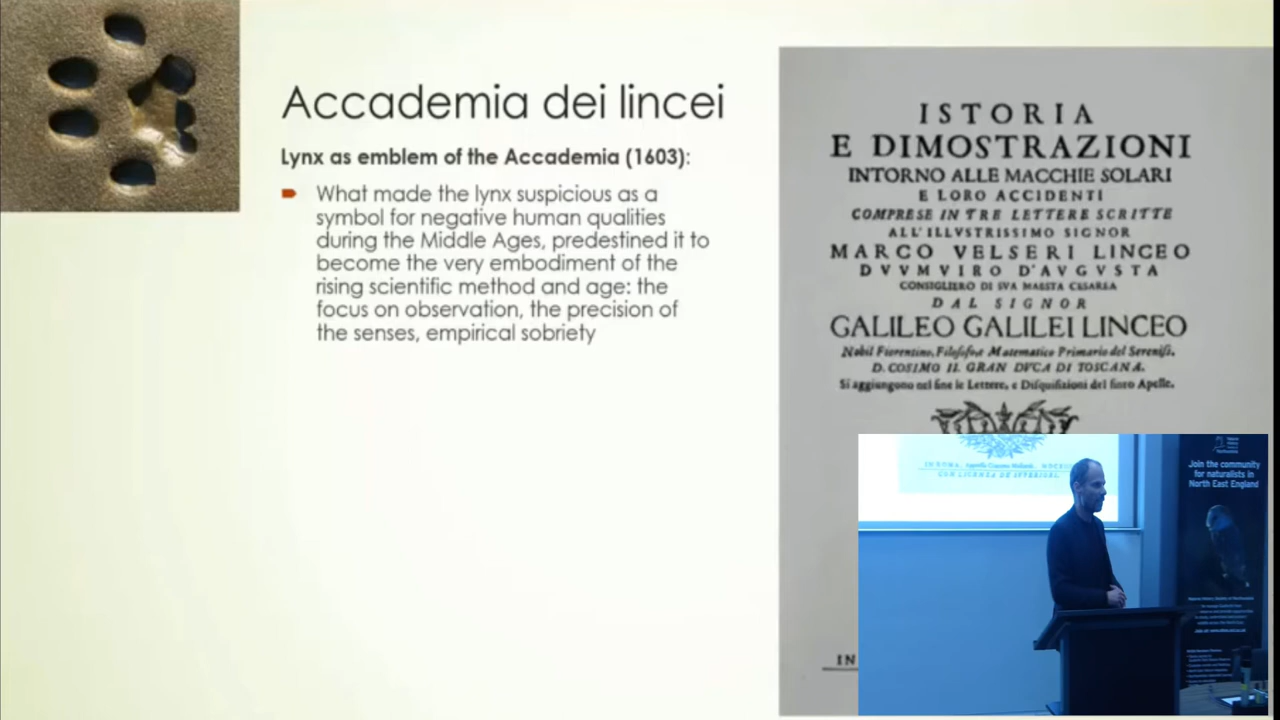 Accademia dei lincei
Lynx as emblem of the Accademia (1603):
What made the lynx suspicious as a
symbol for negative human qualities
during the Middle Ages, predestined it to
become the very embodiment of the
rising scientific method and age: the
focus on observation, the precision of
the senses, empirical sobriety
ISTORIA
E DIMOSTRAZIONI
INTORNO ALLE MACCHIE SOLARI
E LORO ACCIDENTI
COMPRESE IN TRE LETTERE SCRITTE
ALL'ILLVSTRISSIMO SIGNOR
MARCO VELSERI LINCEO
DVVMVIRO D'AVGVSTA
CONSIGLIERO DI SVA MAESTA CESAREA
DAL SIGNOR
GALILEO GALILEI LINCEO
Nobil Fiorentino, Filosofo, e Matematico Primario del Sereniss.
D. COSIMO II. GRAN DVCA DI TOSCANA.
Si aggiungono nel fine le Lettere, e Disquisizioni del finto Apelle.
IN
IN ROMA,
Join the community
for naturalists in
North East England